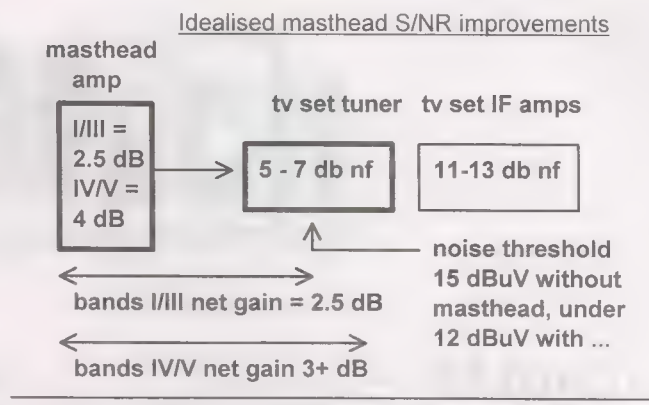 Idealised masthead S/NR improvements
masthead
amp
I/III =
2.5 dB
IV/V =
4 dB
tv set tuner
5 - 7 db nf
tv set IF amps
11-13 db nf
noise threshold
15 dBuV without
masthead, under
12 dBuV with ...
bands I/III net gain = 2.5 dB
bands IV/V net gain 3+ dB